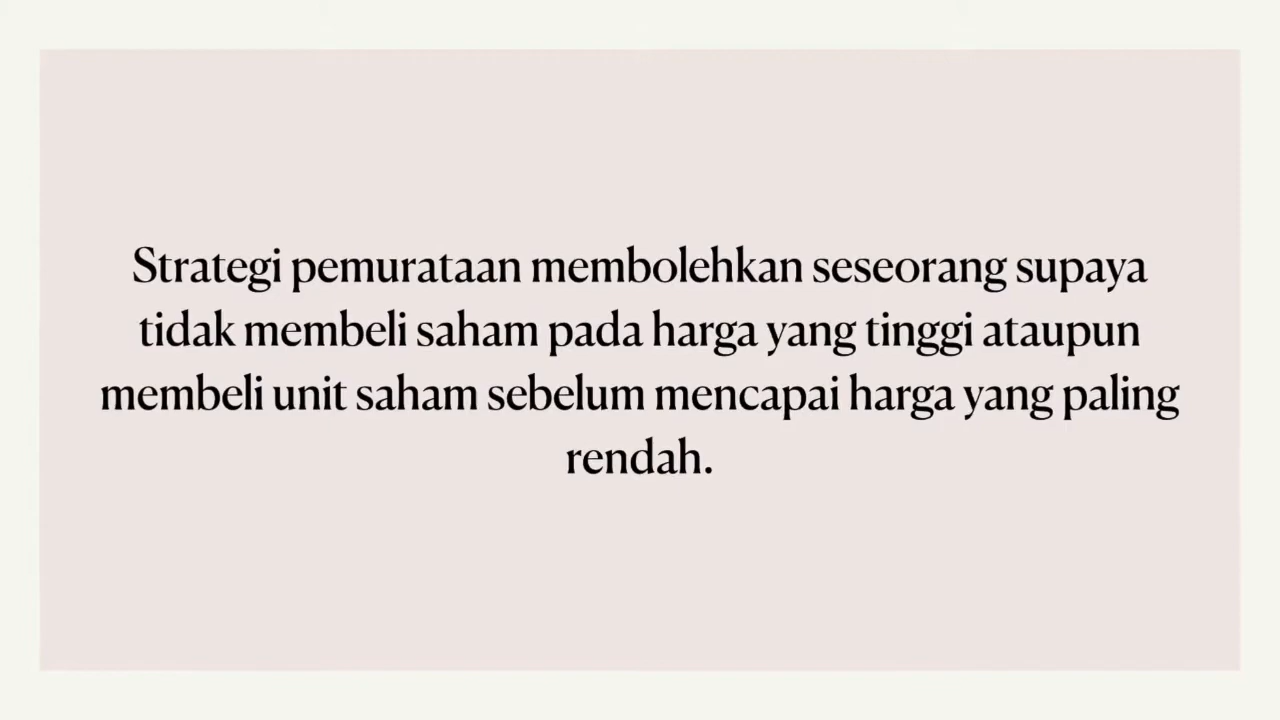 Strategi pemurataan membolehkan seseorang supaya
tidak membeli saham pada harga yang tinggi ataupun
membeli unit saham sebelum mencapai harga yang paling
rendah.